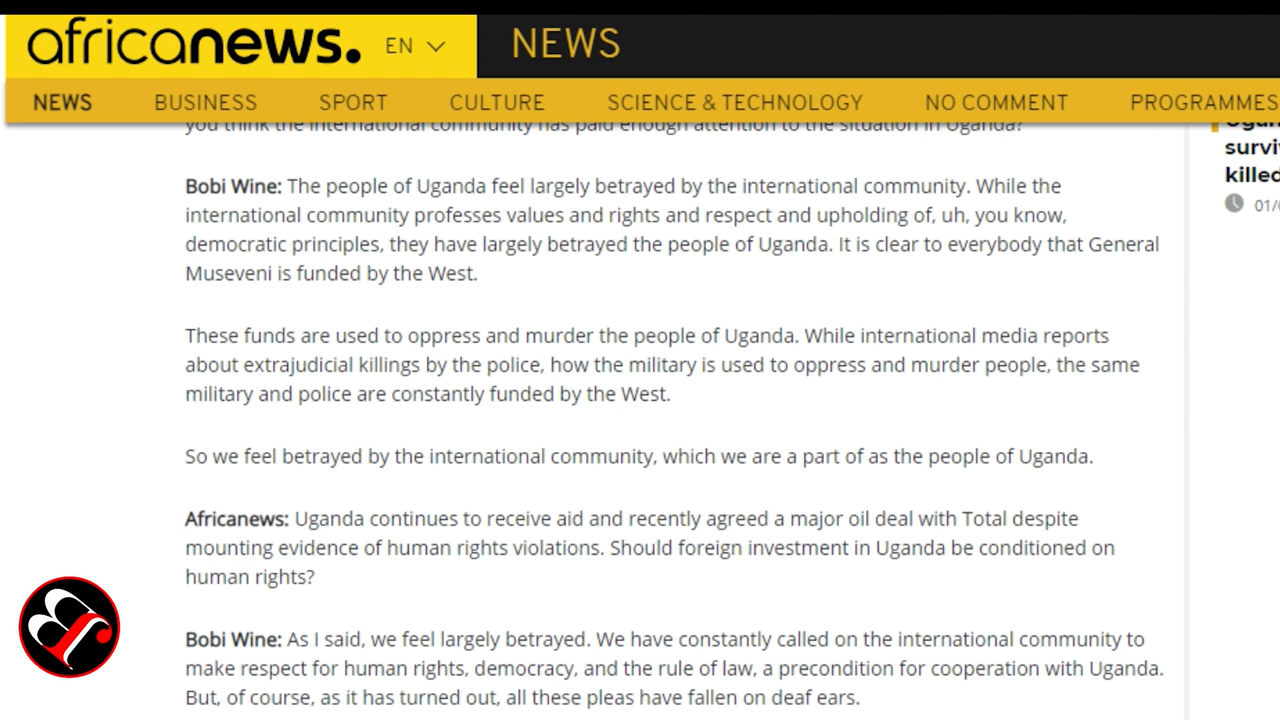 africanews. EN NEWS
NEWS BUSINESS SPORT CULTURE SCIENCE & TECHNOLOGY NO COMMENT PROGRAMMES
you think the international community has paid enough attention to the situation in Uganda?
Bobi Wine: The people of Uganda feel largely betrayed by the international community. While the
international community professes values and rights and respect and upholding of, uh, you know,
democratic principles, they have largely betrayed the people of Uganda. It is clear to everybody that General
Museveni is funded by the West.
These funds are used to oppress and murder the people of Uganda. While international media reports
about extrajudicial killings by the police, how the military is used to oppress and murder people, the same
military and police are constantly funded by the West.
So we feel betrayed by the international community, which we are a part of as the people of Uganda.
Africanews: Uganda continues to receive aid and recently agreed a major oil deal with Total despite
mounting evidence of human rights violations. Should foreign investment in Uganda be conditioned on
human rights?
Bobi Wine: As I said, we feel largely betrayed. We have constantly called on the international community to
make respect for human rights, democracy, and the rule of law, a precondition for cooperation with Uganda.
But, of course, as it has turned out, all these pleas have fallen on deaf ears.
killed